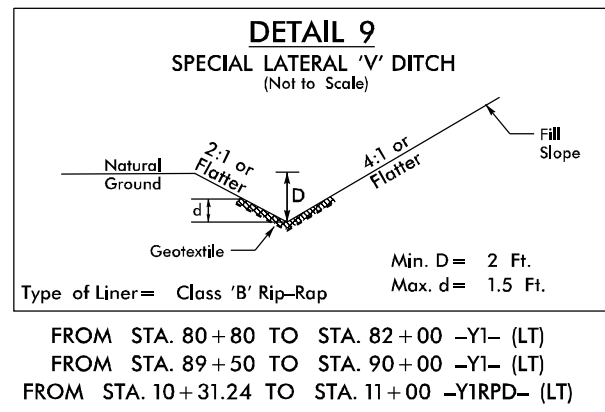 DETAIL 9
SPECIAL LATERAL 'V' DITCH
(Not to Scale)
Natural
Ground
2:1 or
Flatter
D
d
4:1 or
Flatter
Fill
Slope
Geotextile
Min. D= 2 Ft.
Max. d= 1.5 Ft.
Type of Liner= Class 'B' Rip-Rap
FROM STA. 80+80 TO STA. 82+00 -Y1- (LT)
FROM STA. 89+50 TO STA. 90+00 -Y1- (LT)
FROM STA. 10+31.24 TO STA. 11+00 -Y1RPD- (LT)